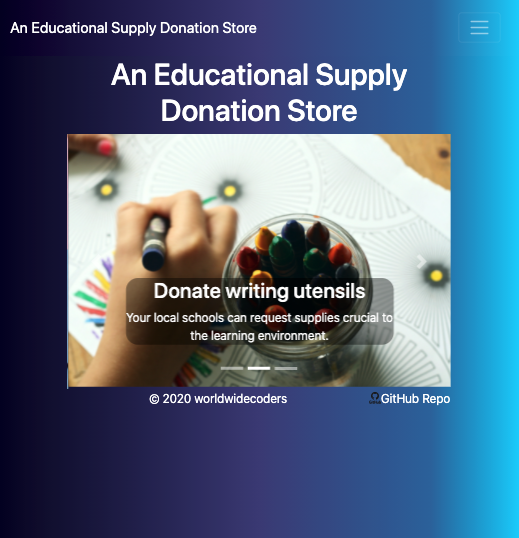 An Educational Supply Donation Store
An Educational Supply
Donation Store
Donate writing utensils
Your local schools can request supplies crucial to
the learning environment.
© 2020 worldwidecoders
GitHub Repo